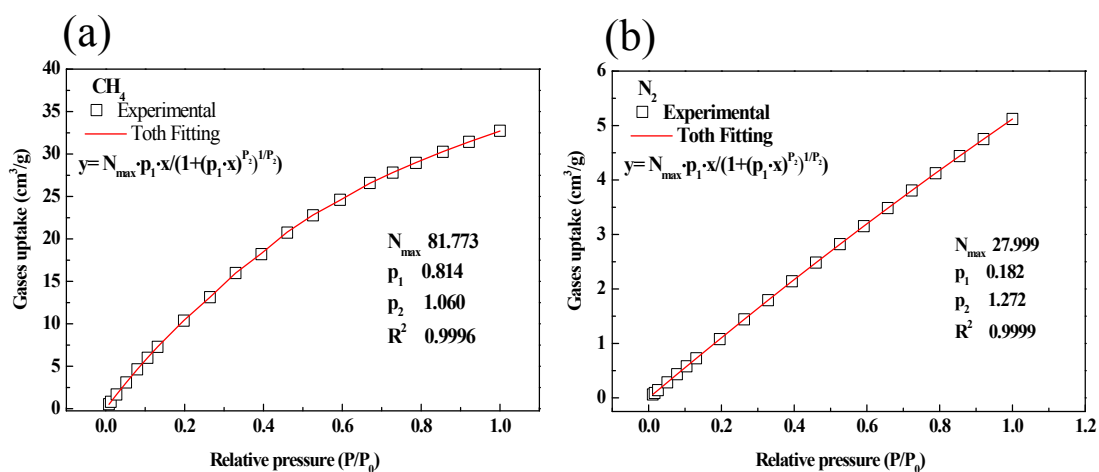 (a)
CH4
Experimental
Toth Fitting
y= Nmax·p1·x/(1+(p1·x)^P2)^1/P2)
Nmax 81.773
p1 0.814
p2 1.060
R² 0.9996
Gases uptake (cm³/g)
40
35
30
25
20
15
10
5
0
0.0 0.2 0.4 0.6 0.8 1.0
Relative pressure (P/P0)
(b)
N2
Experimental
Toth Fitting
y= Nmax·p1·x/(1+(p1·x)^P2)^1/P2)
Nmax 27.999
p1 0.182
p2 1.272
R² 0.9999
Gases uptake (cm³/g)
6
5
4
3
2
1
0
0.0 0.2 0.4 0.6 0.8 1.0 1.2
Relative pressure (P/P0)